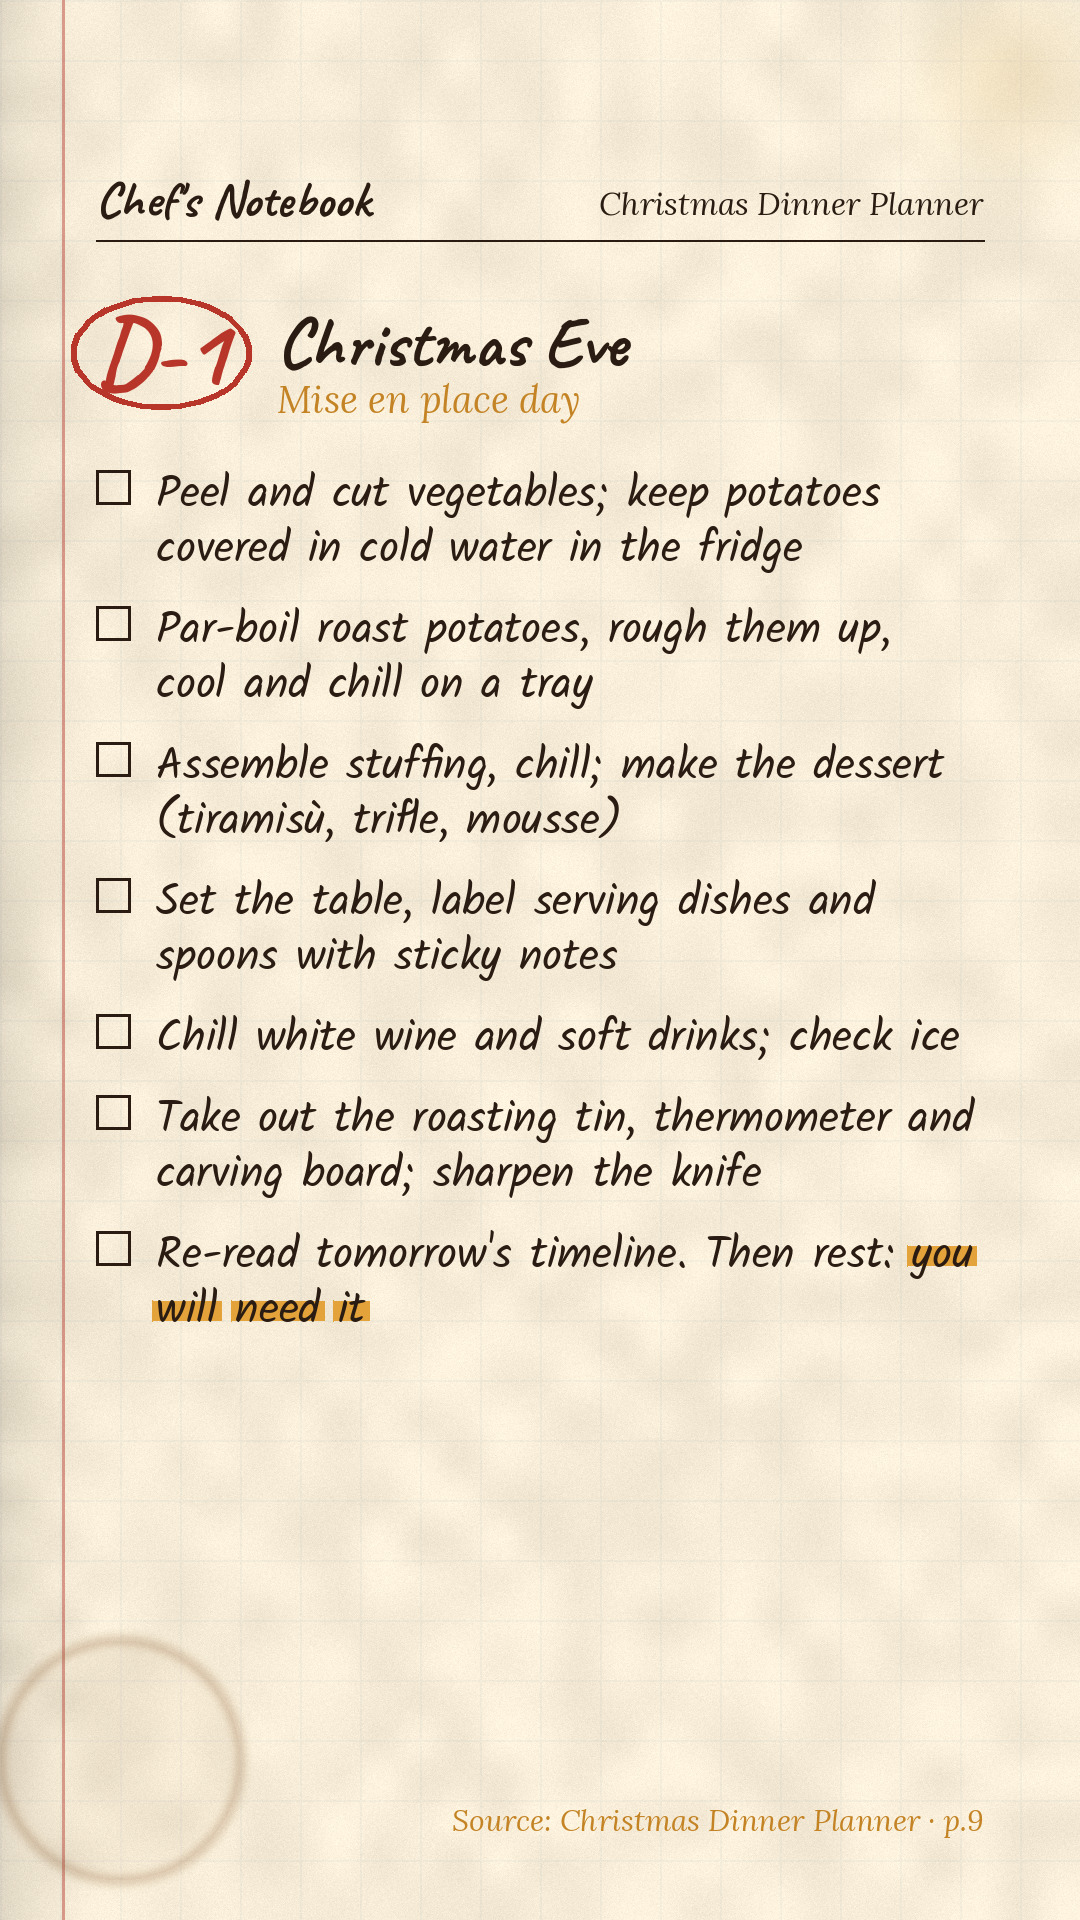 Chef's Notebook
Christmas Dinner Planner
D-1
Christmas Eve
Mise en place day
Peel and cut vegetables; keep potatoes
covered in cold water in the fridge
Par-boil roast potatoes, rough them up,
cool and chill on a tray
Assemble stuffing, chill; make the dessert
(tiramisù, trifle, mousse)
Set the table, label serving dishes and
spoons with sticky notes
Chill white wine and soft drinks; check ice
Take out the roasting tin, thermometer and
carving board; sharpen the knife
Re-read tomorrow's timeline. Then rest: you
will need it
Source: Christmas Dinner Planner · p.9